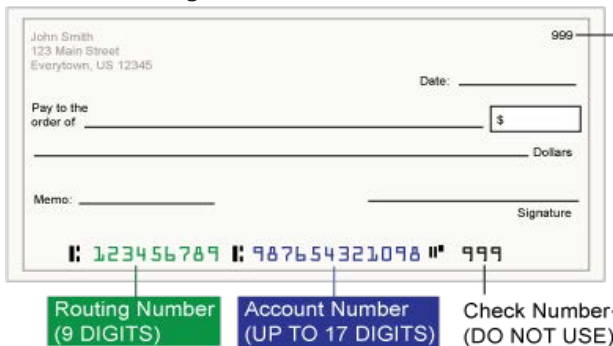 John Smith
999
123 Main Street
Everytown, US 12345
Date:
Pay to the
order of
$
Dollars
Memo:
Signature
⑆ 123456789 ⑆ 987654321098 ⑈ 999
Routing Number
(9 DIGITS)
Account Number
(UP TO 17 DIGITS)
Check Number
(DO NOT USE)